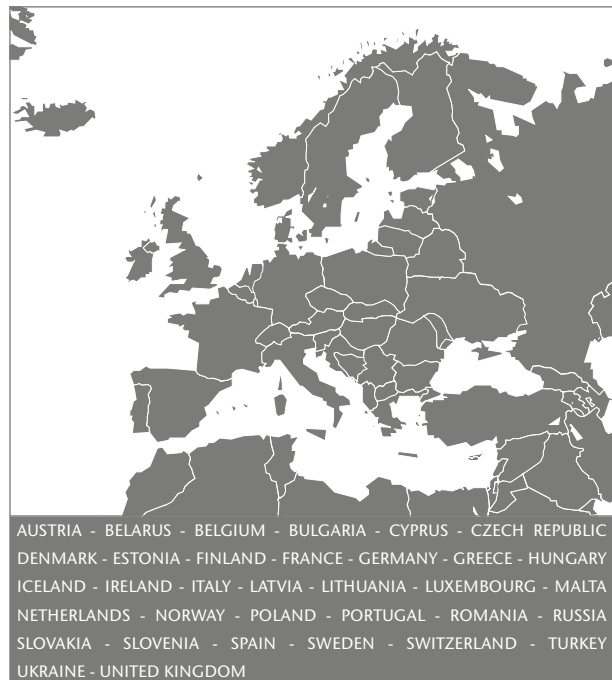 AUSTRIA - BELARUS - BELGIUM - BULGARIA - CYPRUS - CZECH REPUBLIC
DENMARK - ESTONIA - FINLAND - FRANCE - GERMANY - GREECE - HUNGARY
ICELAND - IRELAND - ITALY - LATVIA - LITHUANIA - LUXEMBOURG - MALTA
NETHERLANDS - NORWAY - POLAND - PORTUGAL - ROMANIA - RUSSIA
SLOVAKIA - SLOVENIA - SPAIN - SWEDEN - SWITZERLAND - TURKEY
UKRAINE - UNITED KINGDOM